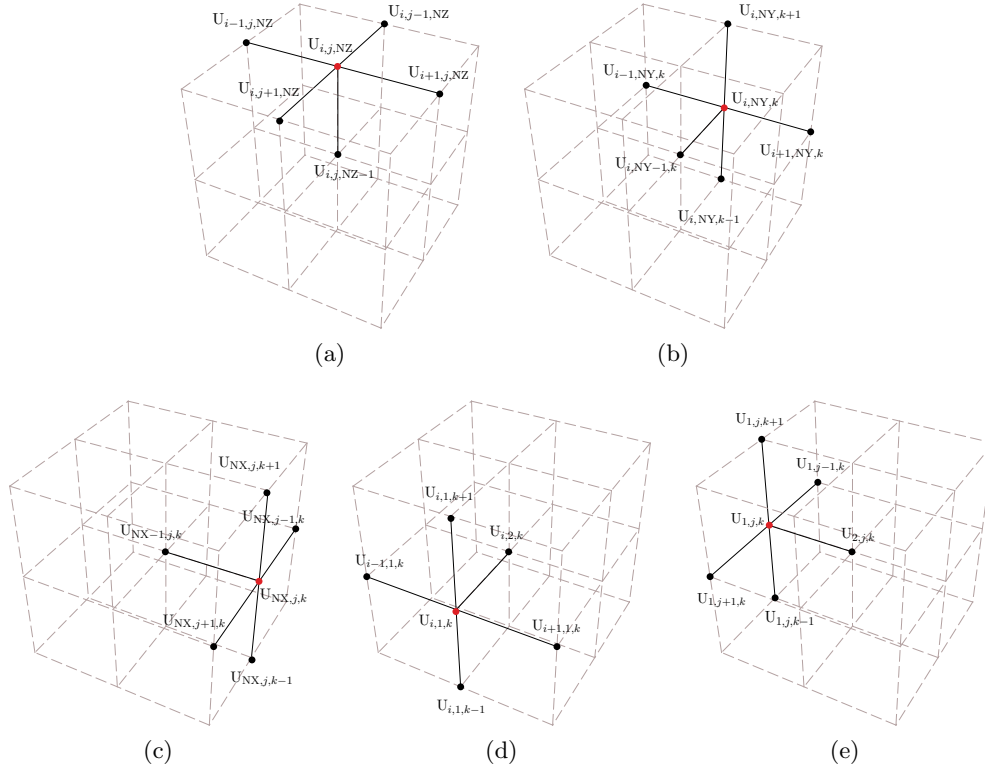 U_{i,j−1,NZ}
U_{i−1,j,NZ}
U_{i,j,NZ}
U_{i+1,j,NZ}
U_{i,j+1,NZ}
U_{i,j,NZ−1}
(a)
U_{i,NY,k+1}
U_{i−1,NY,k}
U_{i,NY,k}
U_{i+1,NY,k}
U_{i,NY−1,k}
U_{i,NY,k−1}
(b)
U_{NX,j,k+1}
U_{NX,j−1,k}
U_{NX−1,j,k}
U_{NX,j,k}
U_{NX,j+1,k}
U_{NX,j,k−1}
(c)
U_{i,1,k+1}
U_{i,2,k}
U_{i−1,1,k}
U_{i,1,k}
U_{i+1,1,k}
U_{i,1,k−1}
(d)
U_{1,j,k+1}
U_{1,j−1,k}
U_{1,j,k}
U_{2,j,k}
U_{1,j+1,k}
U_{1,j,k−1}
(e)